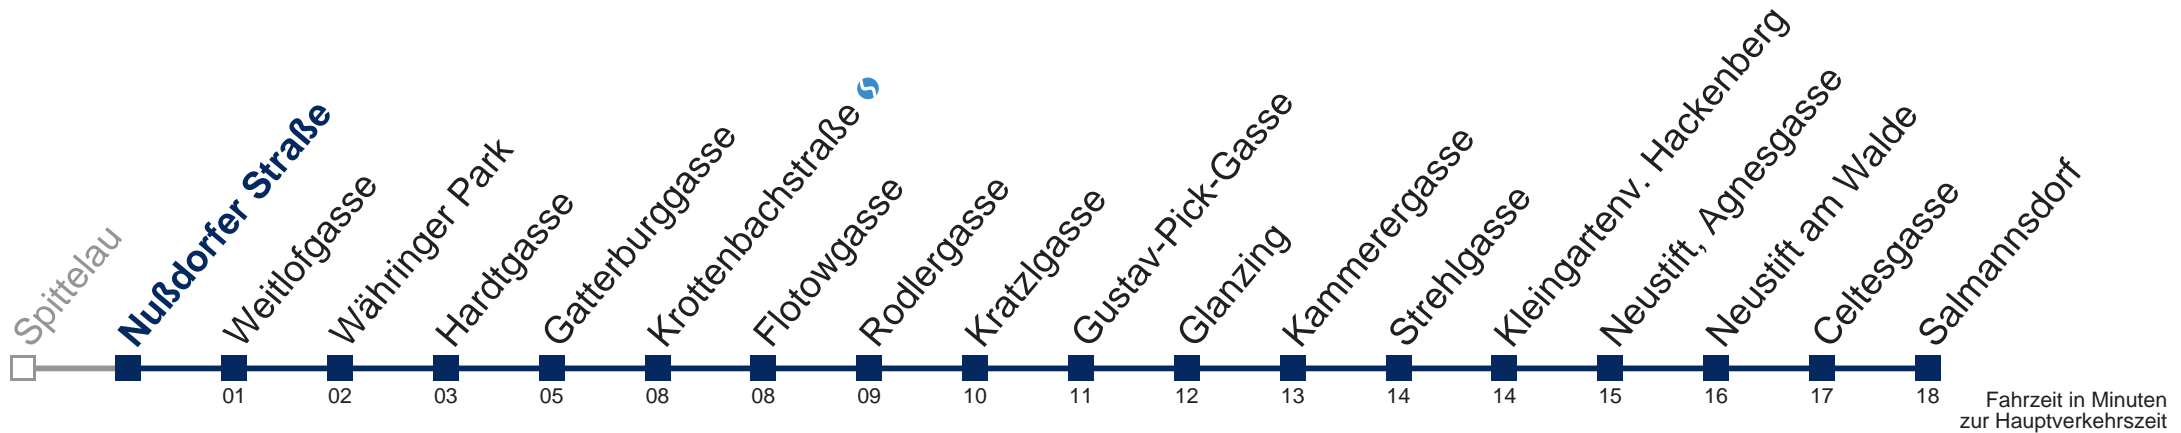 Spittelau
Nußdorfer Straße
Weitlofgasse
Währinger Park
Hardtgasse
Gatterburggasse
Krottenbachstraße
Flotowgasse
Rodlergasse
Kratzlgasse
Gustav-Pick-Gasse
Glanzing
Kammerergasse
Strehlgasse
Kleingartenv. Hackenberg
Neustift, Agnesgasse
Neustift am Walde
Celtesgasse
Salmannsdorf
01 02 03 05 08 08 09 10 11 12 13 14 14 15 16 17 18
Fahrzeit in Minuten
zur Hauptverkehrszeit